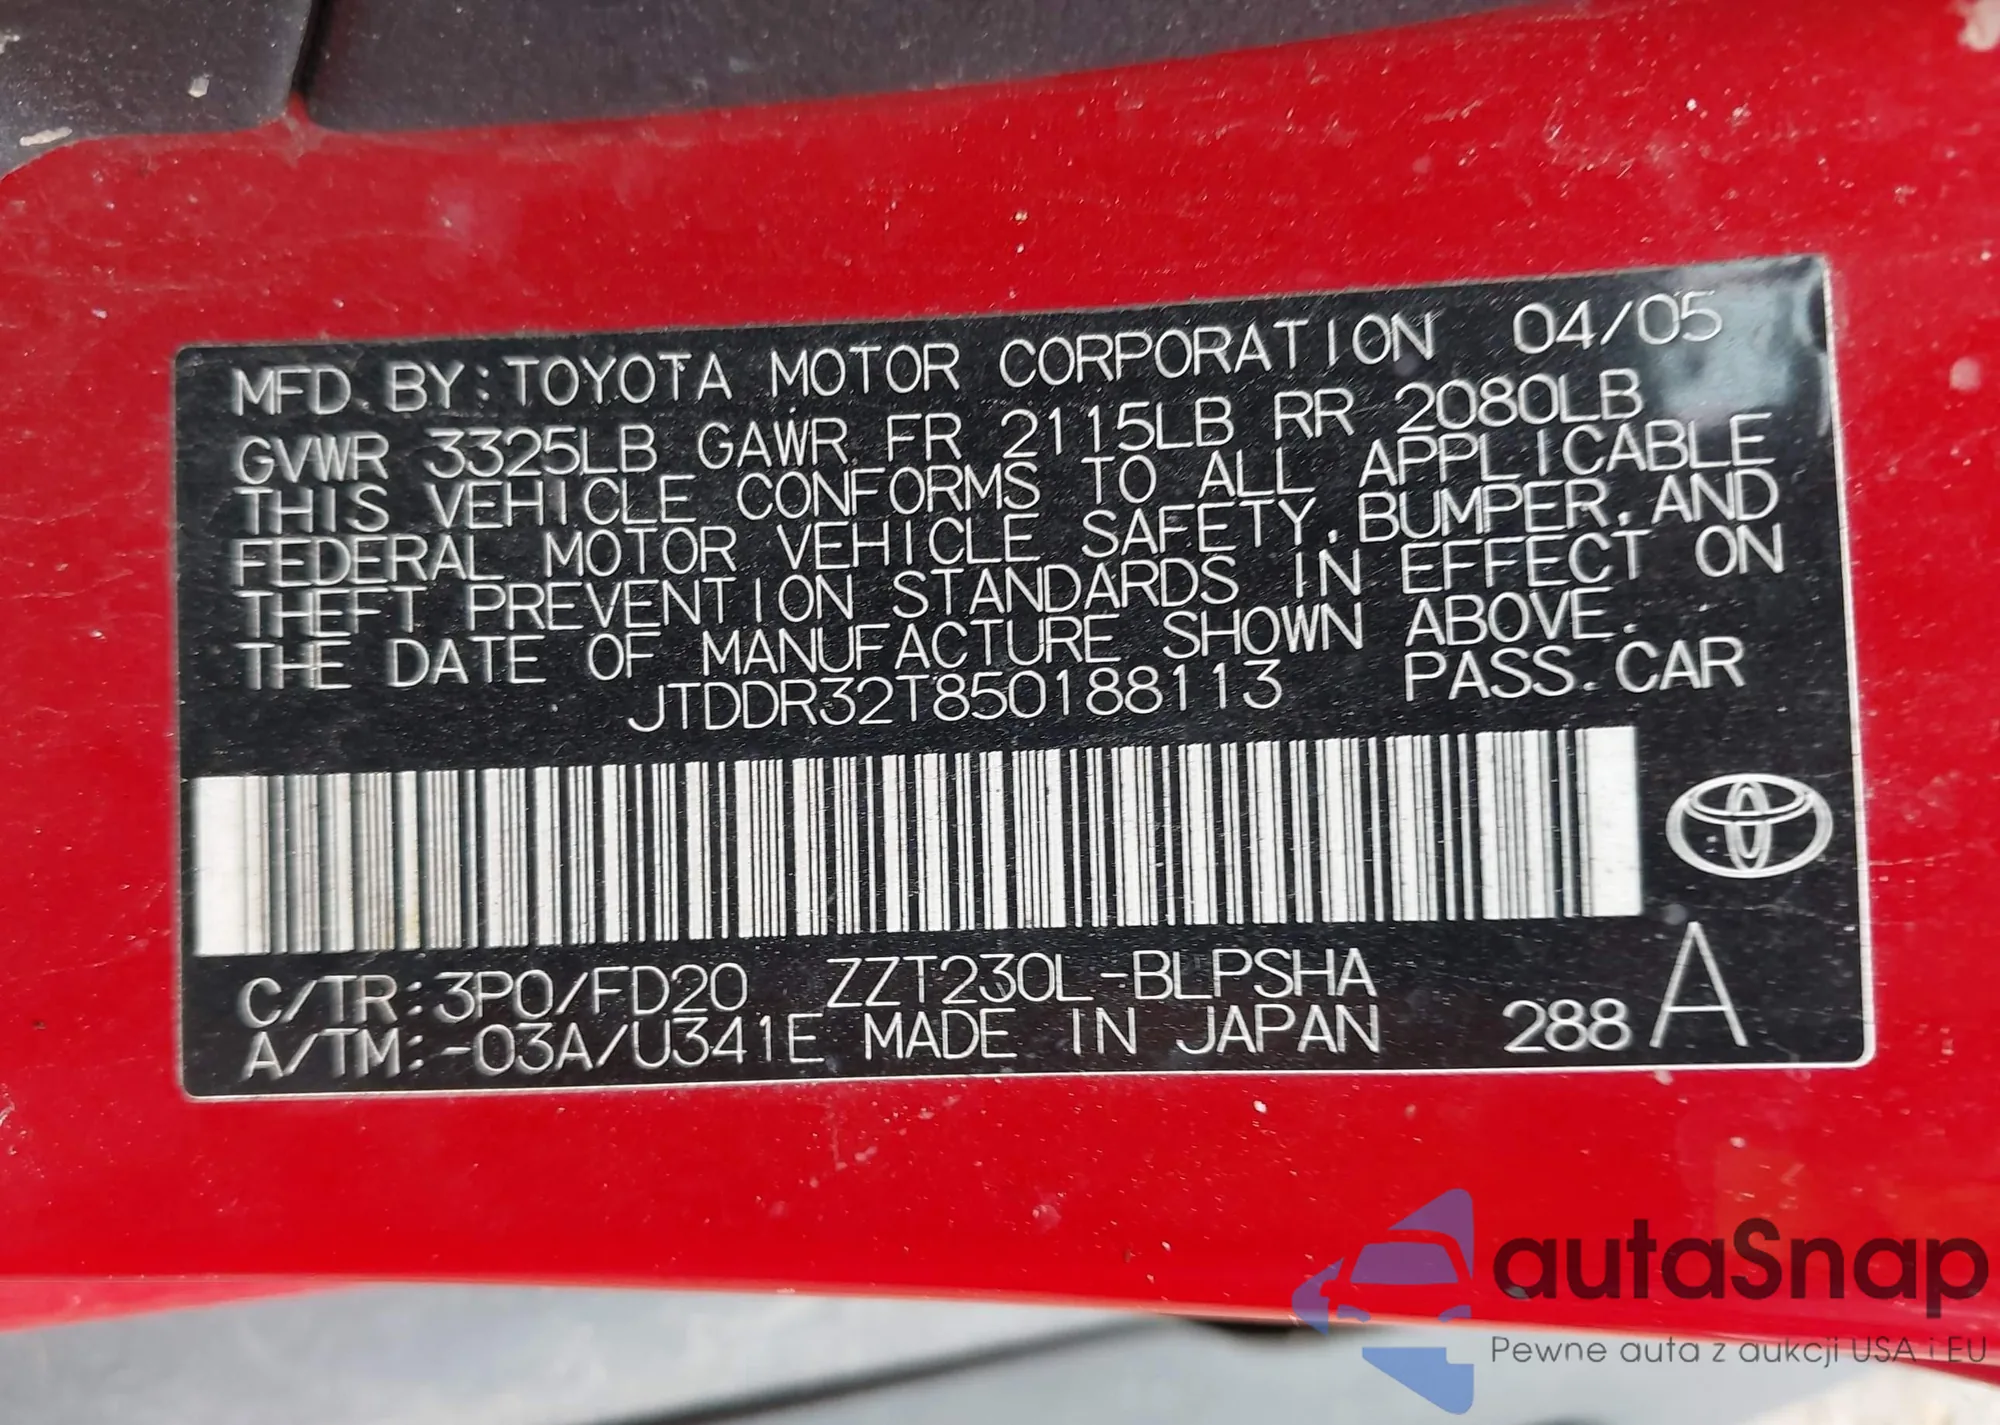 MFD. BY: TOYOTA MOTOR CORPORATION 04/05
GVWR 3325LB GAWR FR 2115LB RR 2080LB
THIS VEHICLE CONFORMS TO ALL APPLICABLE
FEDERAL MOTOR VEHICLE SAFETY, BUMPER, AND
THEFT PREVENTION STANDARDS IN EFFECT ON
THE DATE OF MANUFACTURE SHOWN ABOVE.
JTDDR32T850188113 PASS. CAR
C/TR: 3P0/FD20 ZZT230L-BLPSHA
A/TM: -03A/U341E MADE IN JAPAN 288 A
autaSnap
Pewne auta z aukcji USA i EU